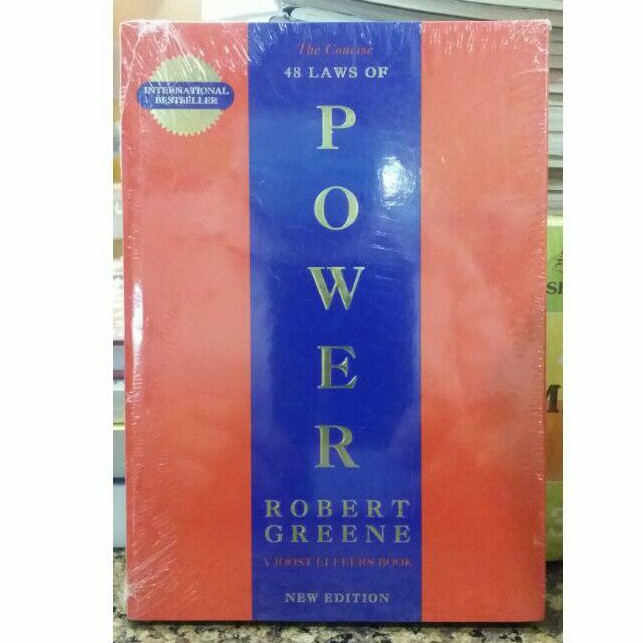 The Concise
48 LAWS OF
INTERNATIONAL
BESTSELLER
P
O
W
E
R
ROBERT
GREENE
A JOOST ELFFERS BOOK
NEW EDITION